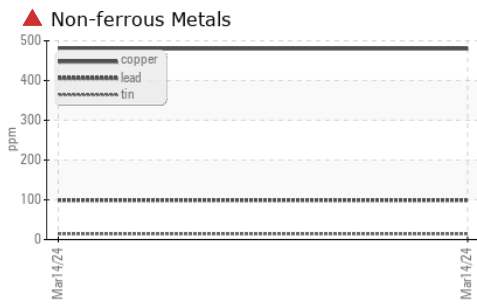 Non-ferrous Metals
500
400
300
200
100
0
ppm
copper
lead
tin
Mar14/24
Mar14/24